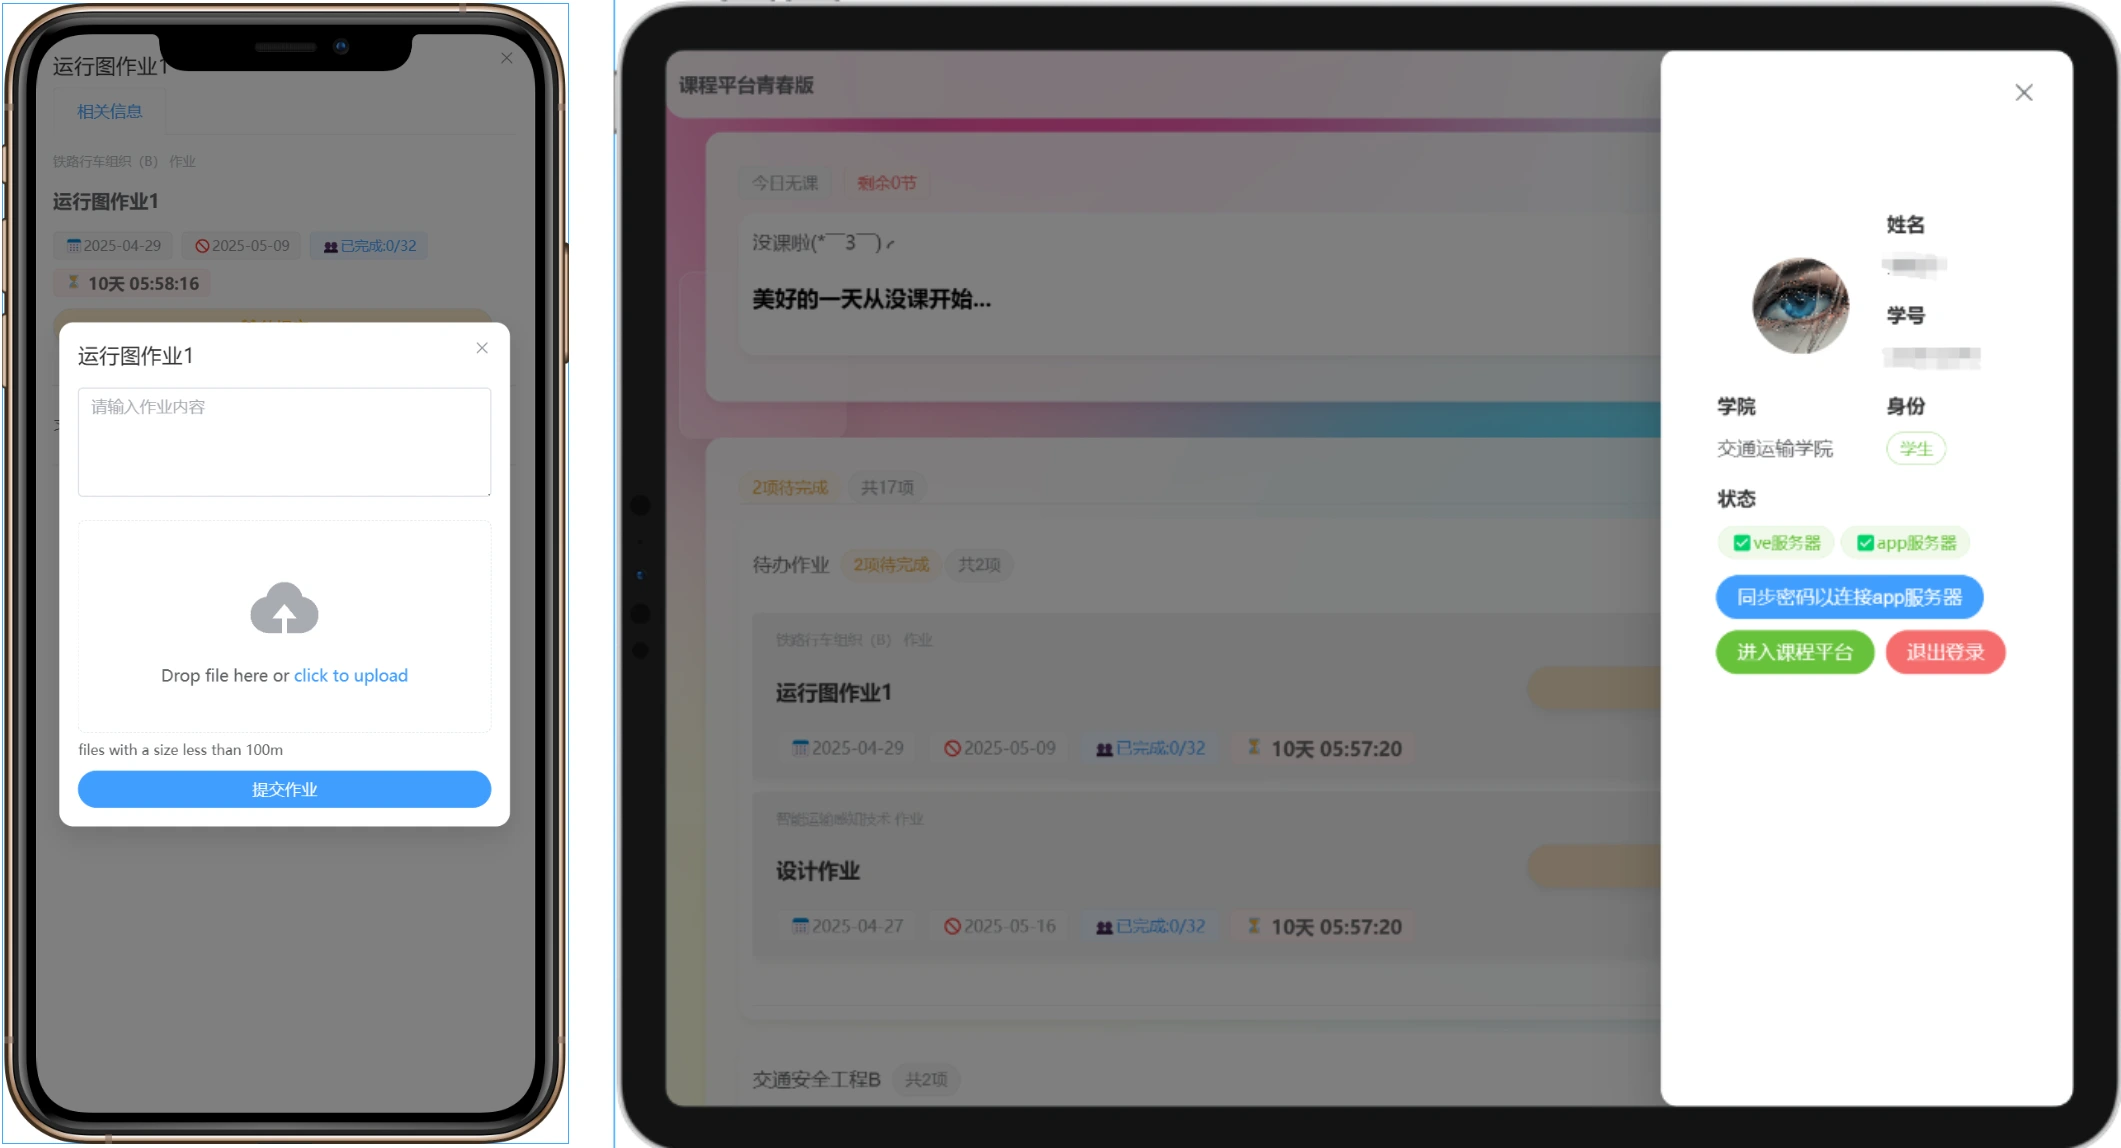 运行图作业1
相关信息
铁路行车组织（B） 作业
运行图作业1
2025-04-29 2025-05-09 已完成:0/32
10天 05:58:16
运行图作业1
请输入作业内容
Drop file here or click to upload
files with a size less than 100m
提交作业
课程平台青春版
今日无课 剩余0节
没课啦(*￣3￣)╭
美好的一天从没课开始...
2项待完成 共17项
待办作业 2项待完成 共2项
铁路行车组织（B） 作业
运行图作业1
2025-04-29 2025-05-09 已完成:0/32 10天 05:57:20
智能运输感知技术 作业
设计作业
2025-04-27 2025-05-16 已完成:0/32 10天 05:57:20
交通安全工程B 共2项
姓名
学号
学院 身份
交通运输学院 学生
状态
ve服务器 app服务器
同步密码以连接app服务器
进入课程平台 退出登录